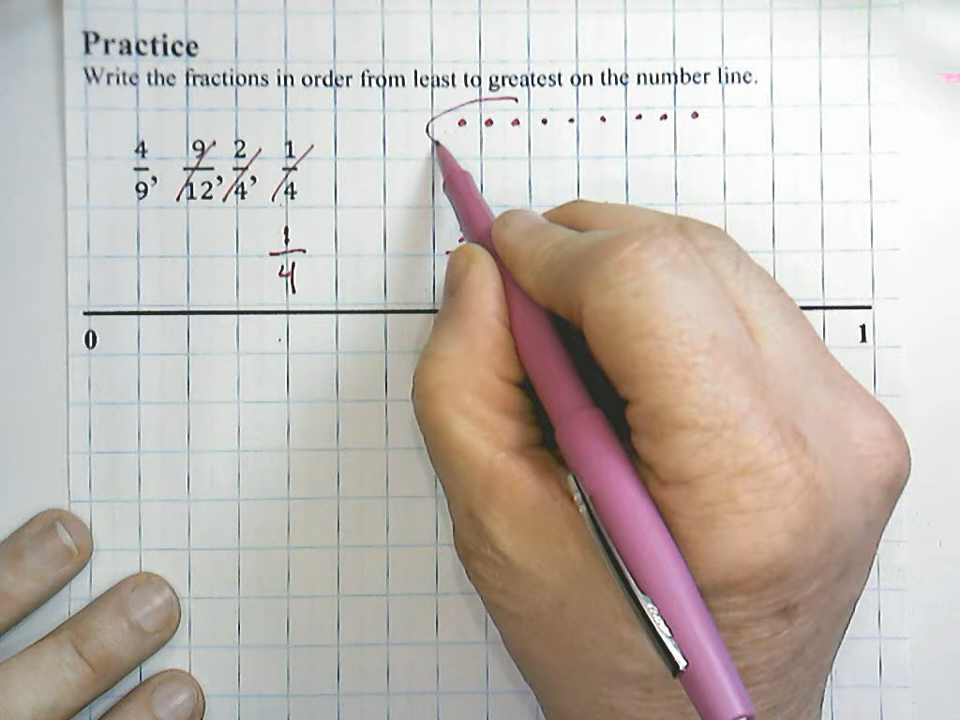 Practice
Write the fractions in order from least to greatest on the number line.
4/9, 9/12, 2/4, 1/4
1/4
0 1